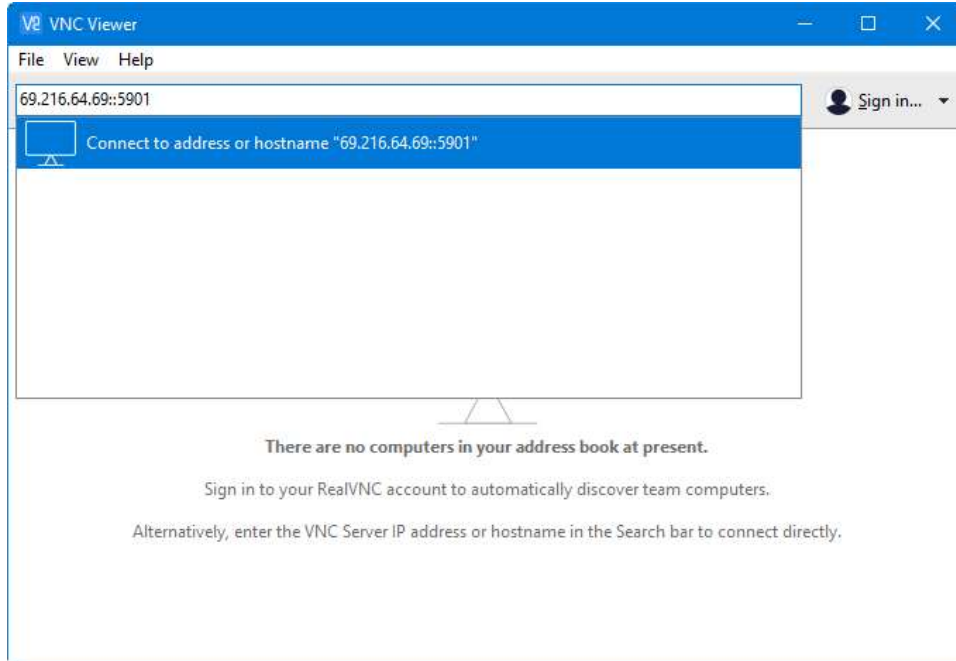 VNC Viewer
File View Help
69.216.64.69::5901
Sign in...
Connect to address or hostname "69.216.64.69::5901"
There are no computers in your address book at present.
Sign in to your RealVNC account to automatically discover team computers.
Alternatively, enter the VNC Server IP address or hostname in the Search bar to connect directly.